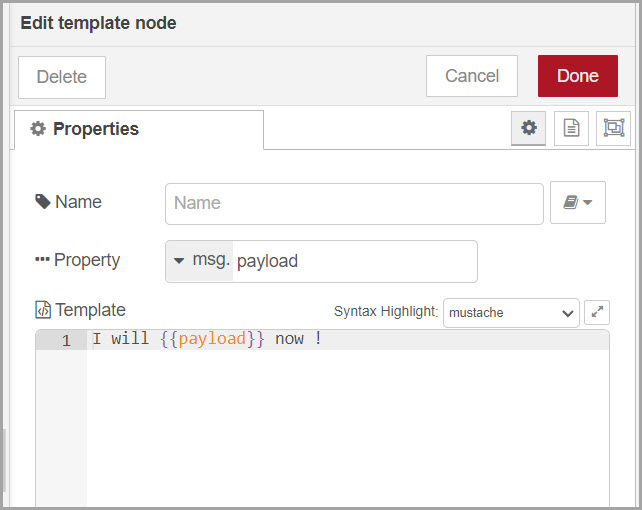 Edit template node
Delete Cancel Done
Properties
Name Name
Property msg. payload
Template Syntax Highlight: mustache
1 I will {{payload}} now !